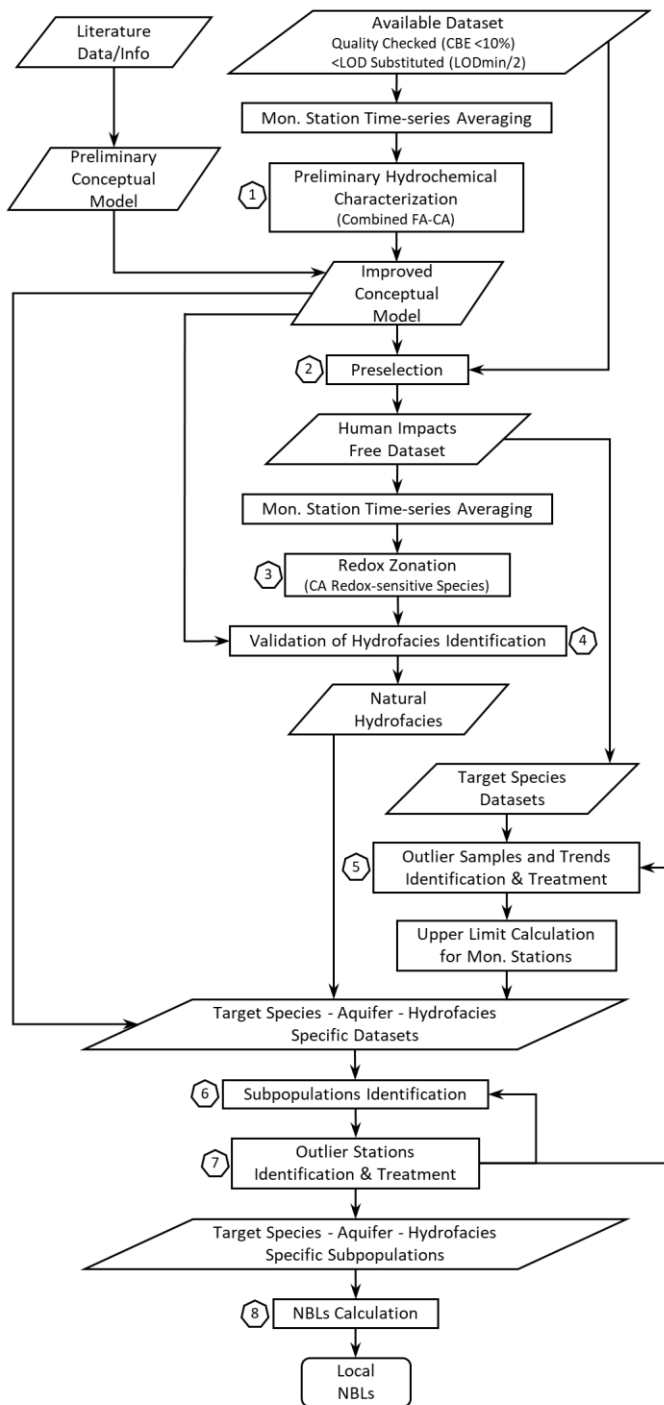 Literature
Data/Info
Available Dataset
Quality Checked (CBE <10%)
<LOD Substituted (LODmin/2)
Mon. Station Time-series Averaging
Preliminary
Conceptual
Model
1
Preliminary Hydrochemical
Characterization
(Combined FA-CA)
Improved
Conceptual
Model
2
Preselection
Human Impacts
Free Dataset
Mon. Station Time-series Averaging
3
Redox Zonation
(CA Redox-sensitive Species)
Validation of Hydrofacies Identification
4
Natural
Hydrofacies
Target Species
Datasets
5
Outlier Samples and Trends
Identification & Treatment
Upper Limit Calculation
for Mon. Stations
Target Species - Aquifer - Hydrofacies
Specific Datasets
6
Subpopulations Identification
7
Outlier Stations
Identification & Treatment
Target Species - Aquifer - Hydrofacies
Specific Subpopulations
8
NBLs Calculation
Local
NBLs